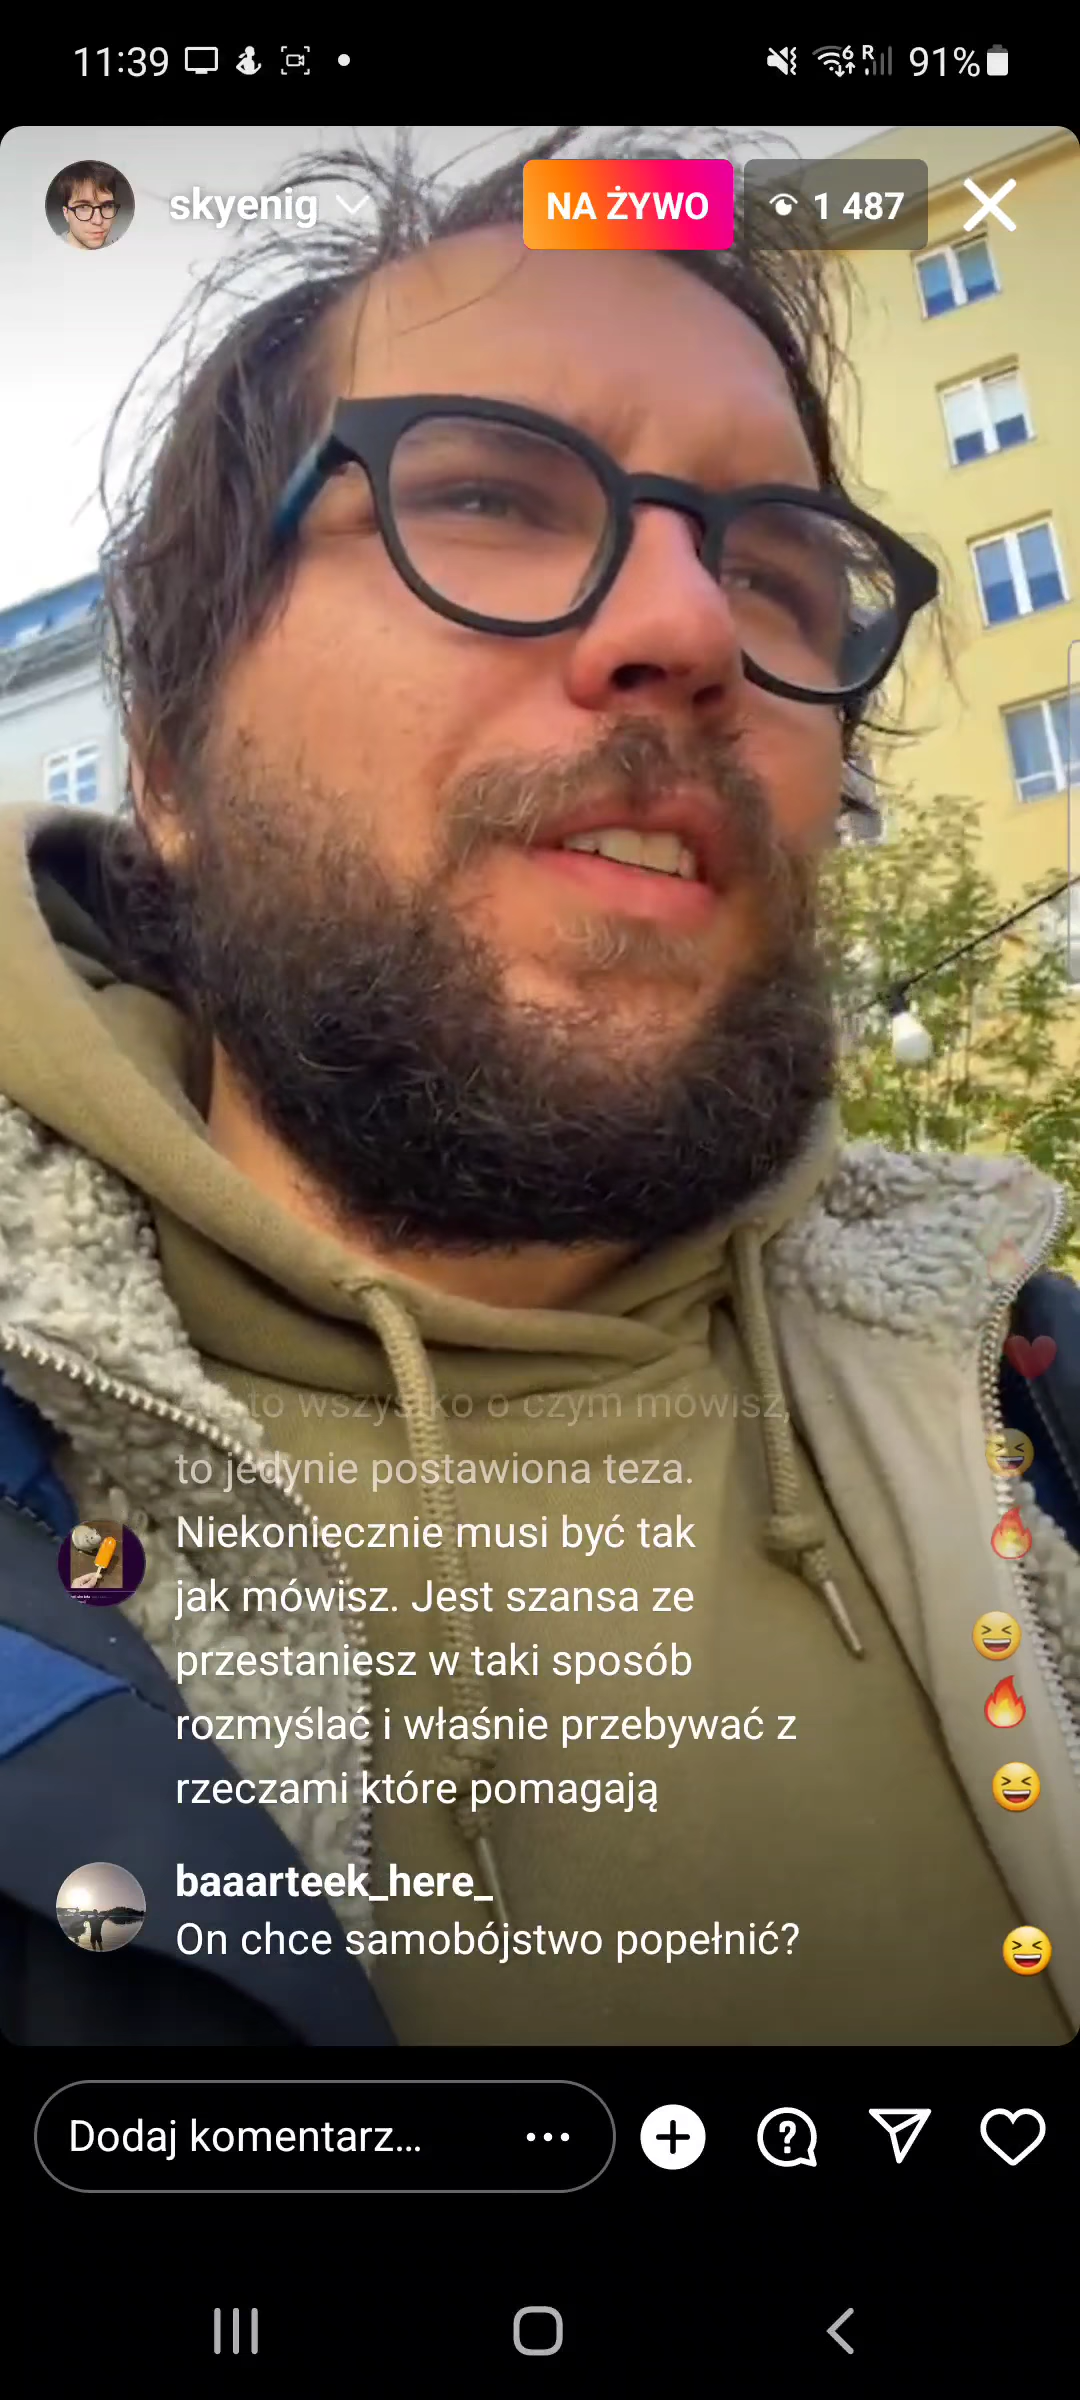 11:39
R
6
91%
skyenig
NA ŻYWO
1 487
to wszystko o czym mówisz,
to jedynie postawiona teza.
Niekoniecznie musi być tak
jak mówisz. Jest szansa ze
przestaniesz w taki sposób
rozmyślać i właśnie przebywać z
rzeczami które pomagają
baaarteek_here_
On chce samobójstwo popełnić?
Dodaj komentarz...